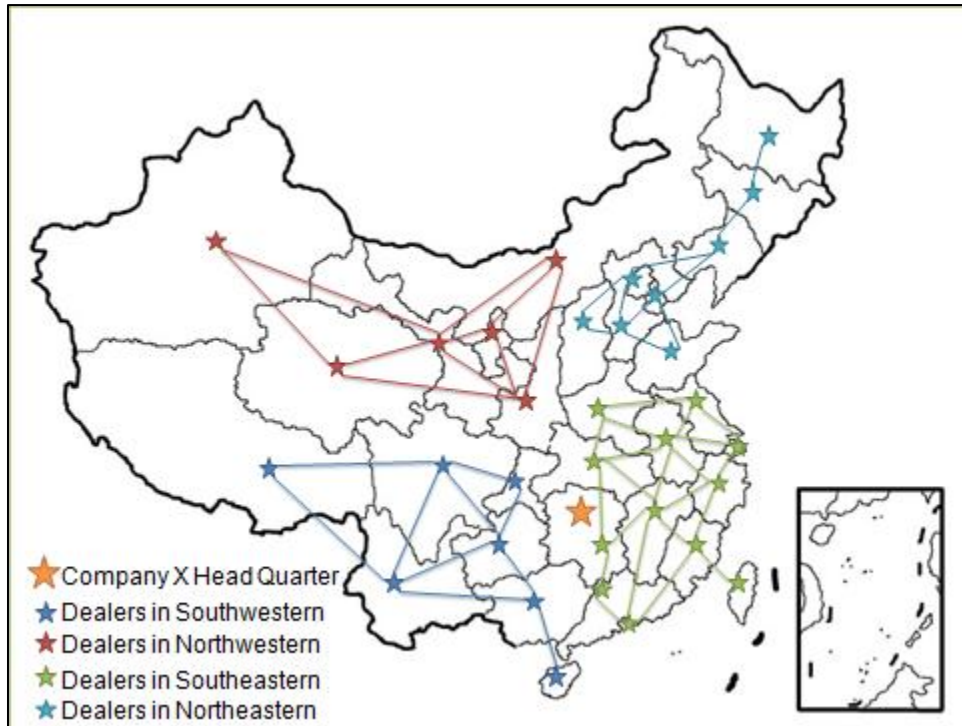 Company X Head Quarter
Dealers in Southwestern
Dealers in Northwestern
Dealers in Southeastern
Dealers in Northeastern